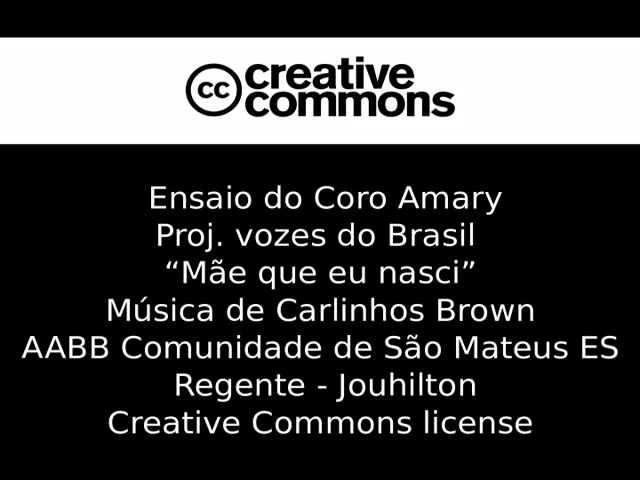 cc creative
commons
Ensaio do Coro Amary
Proj. vozes do Brasil
“Mãe que eu nasci”
Música de Carlinhos Brown
AABB Comunidade de São Mateus ES
Regente - Jouhilton
Creative Commons license